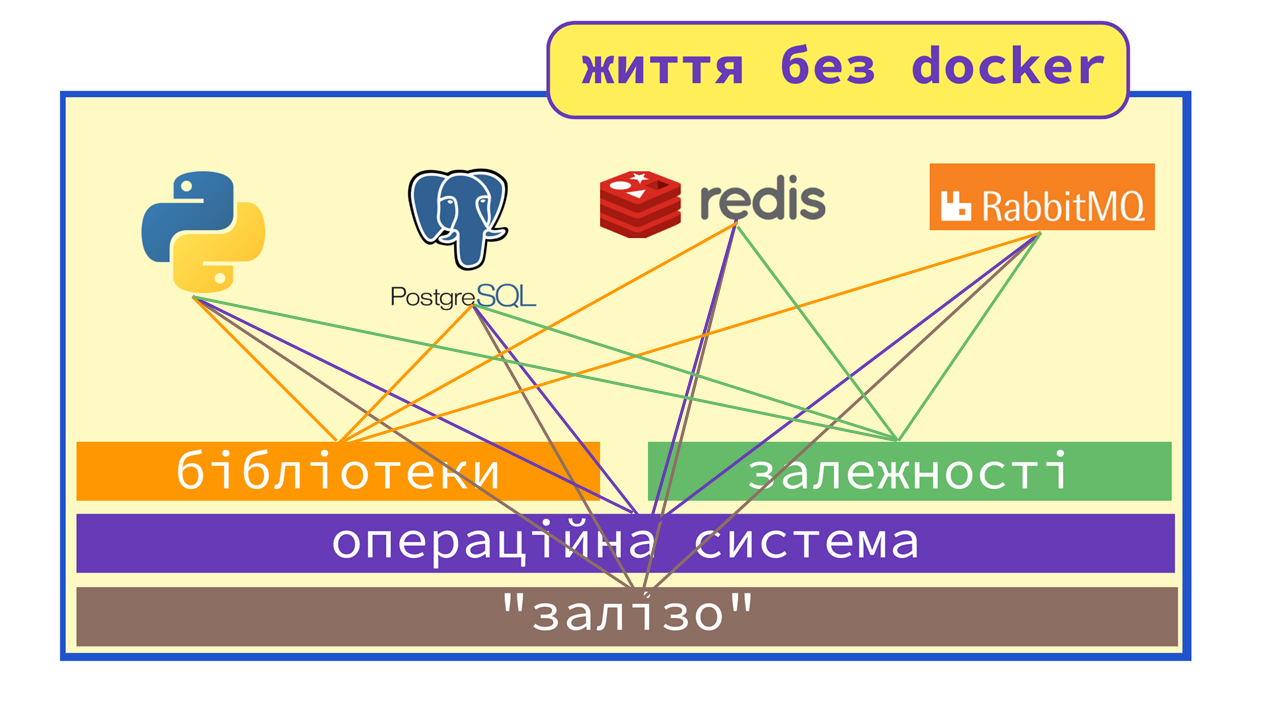 життя без docker
redis
RabbitMQ
PostgreSQL
бібліотеки
залежності
операційна система
"залізо"